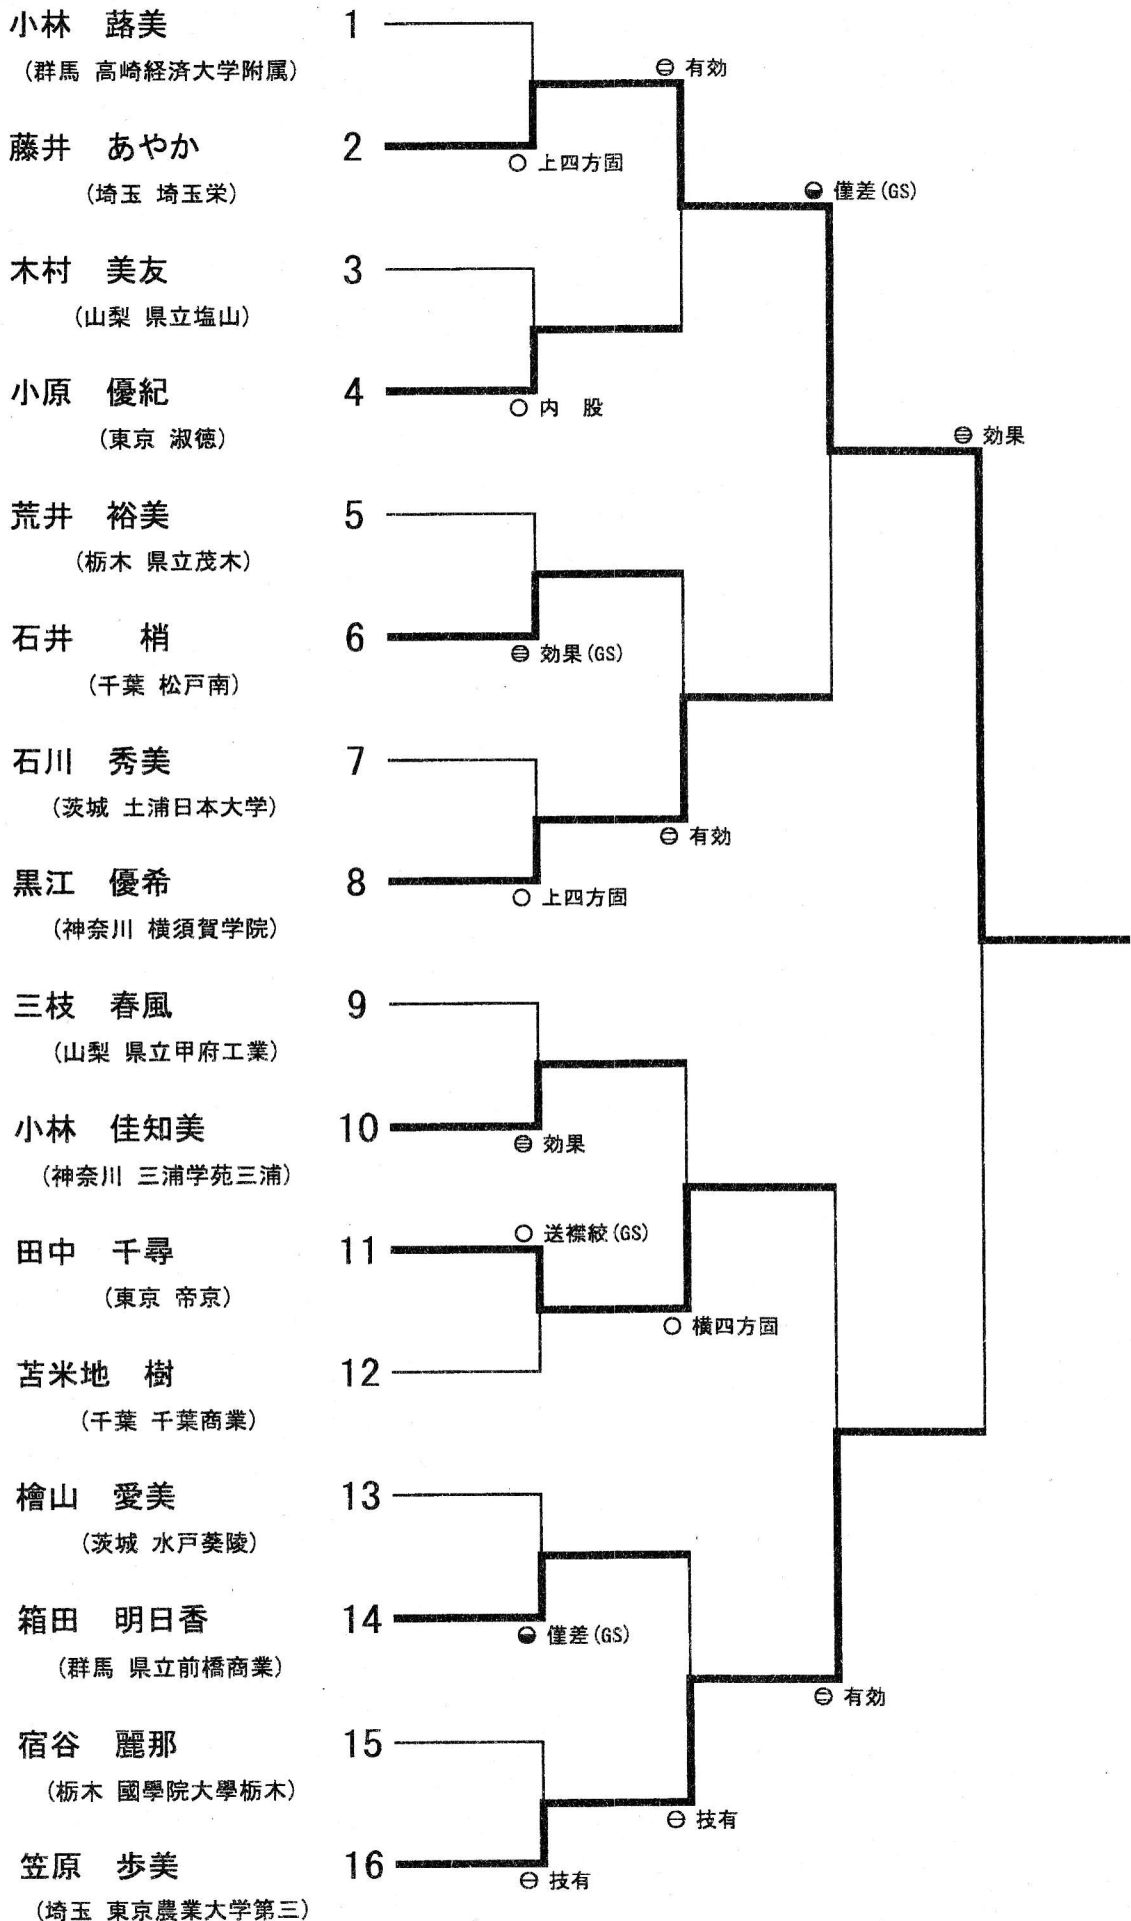 小林 蕗美 1
(群馬 高崎経済大学附属)
有効
藤井 あやか 2
上四方固
(埼玉 埼玉栄)
僅差(GS)
木村 美友 3
(山梨 県立塩山)
小原 優紀 4
内 股
(東京 淑徳)
効果
荒井 裕美 5
(栃木 県立茂木)
石井 梢 6
効果(GS)
(千葉 松戸南)
石川 秀美 7
(茨城 土浦日本大学)
有効
黒江 優希 8
上四方固
(神奈川 横須賀学院)
三枝 春風 9
(山梨 県立甲府工業)
小林 佳知美 10
効果
(神奈川 三浦学苑三浦)
送襟絞(GS)
田中 千尋 11
(東京 帝京)
横四方固
苫米地 樹 12
(千葉 千葉商業)
檜山 愛美 13
(茨城 水戸葵陵)
箱田 明日香 14
僅差(GS)
(群馬 県立前橋商業)
有効
宿谷 麗那 15
(栃木 國學院大學栃木)
技有
笠原 歩美 16
技有
(埼玉 東京農業大学第三)